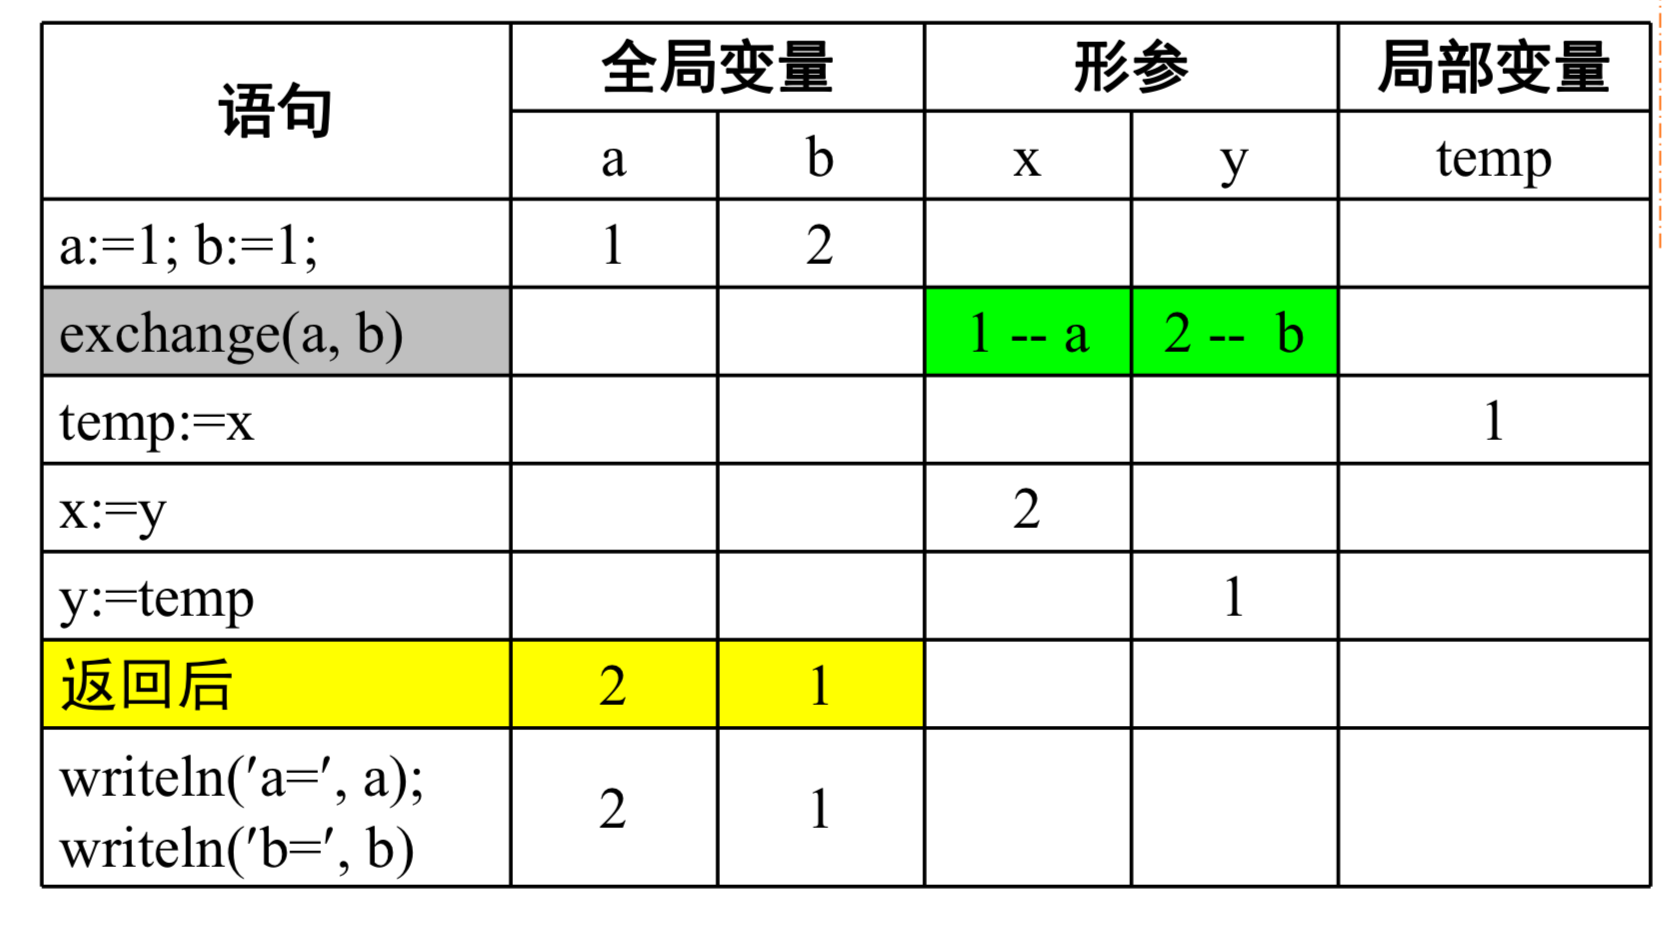 语句 全局变量 形参 局部变量
a b x y temp
a:=1; b:=1; 1 2
exchange(a, b) 1 -- a 2 -- b
temp:=x 1
x:=y 2
y:=temp 1
返回后 2 1
writeln(′a=′, a); 2 1
writeln(′b=′, b)